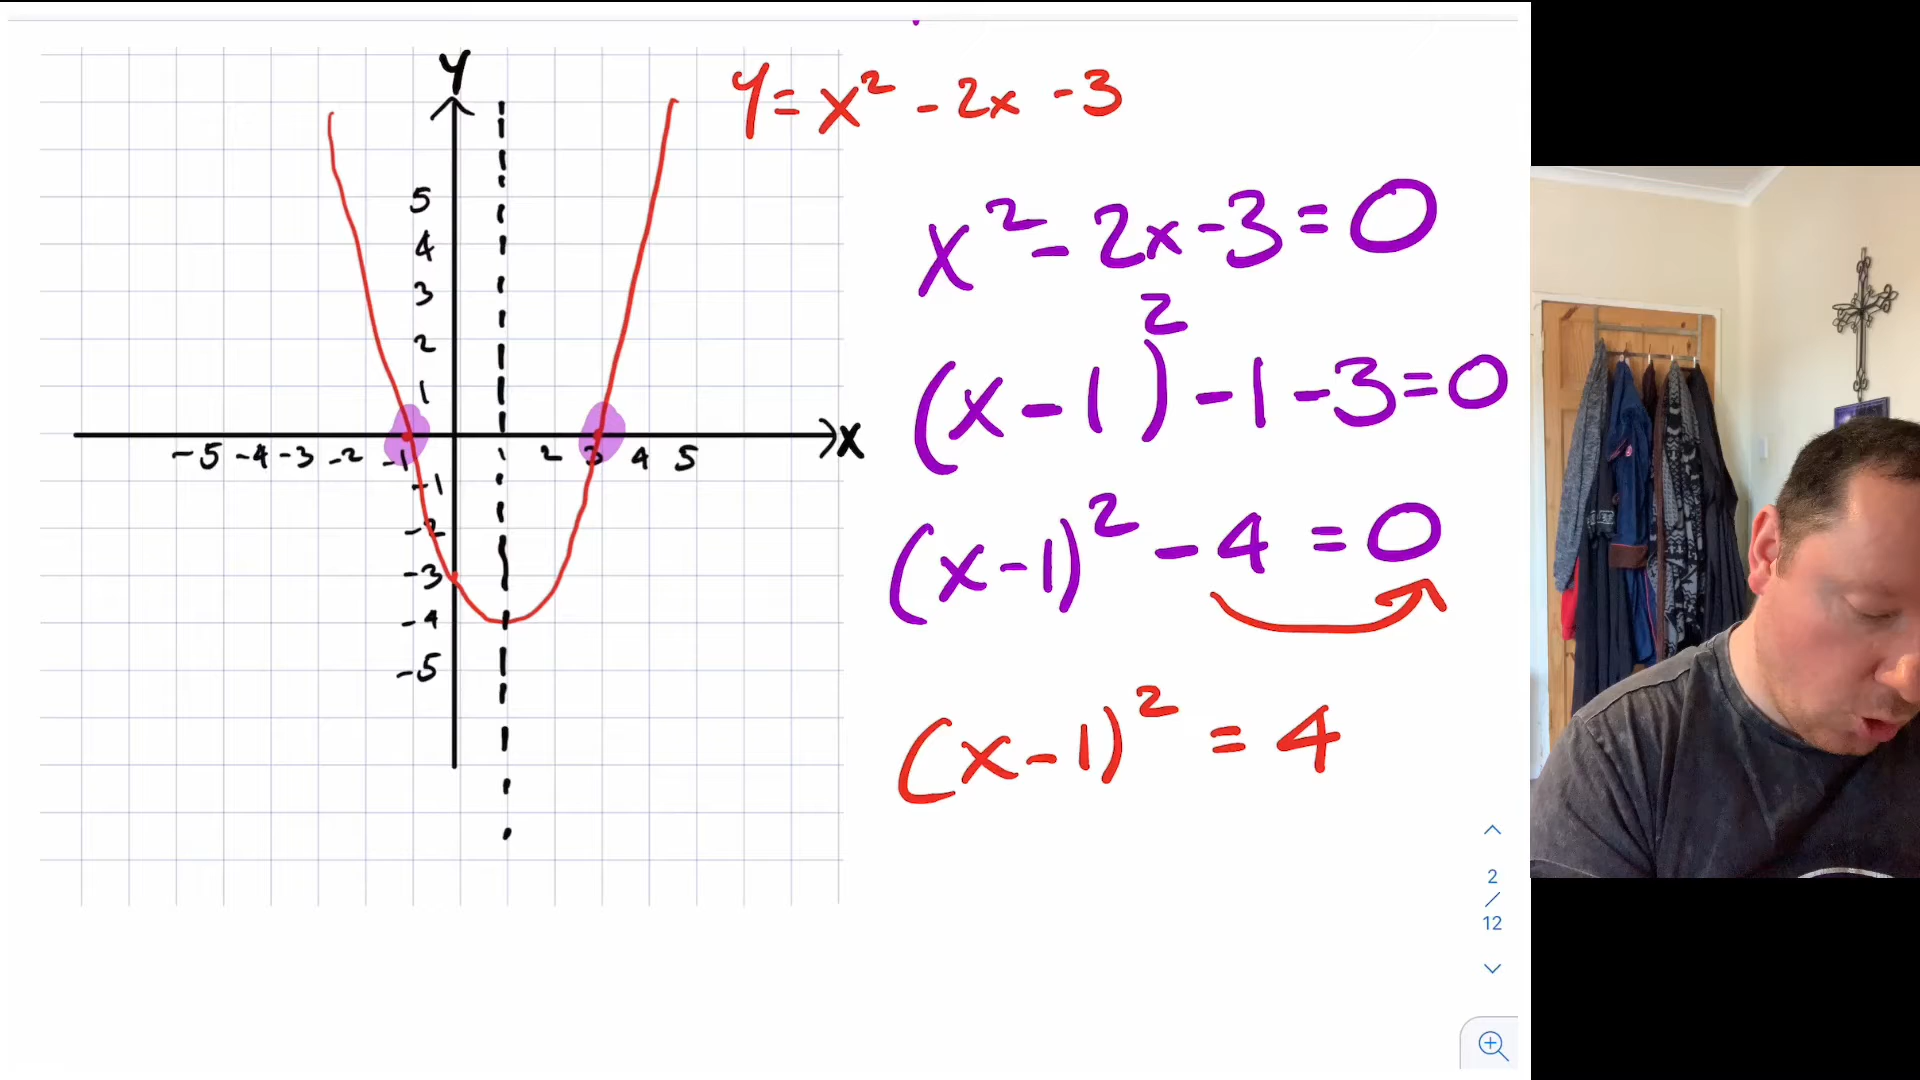 Y
y = x² - 2x - 3
x² - 2x - 3 = 0
(x - 1)² - 1 - 3 = 0
(x - 1)² - 4 = 0
(x - 1)² = 4
5
4
3
2
1
-5 -4 -3 -2 -1 2 3 4 5 X
-1
-2
-3
-4
-5
2
/
12